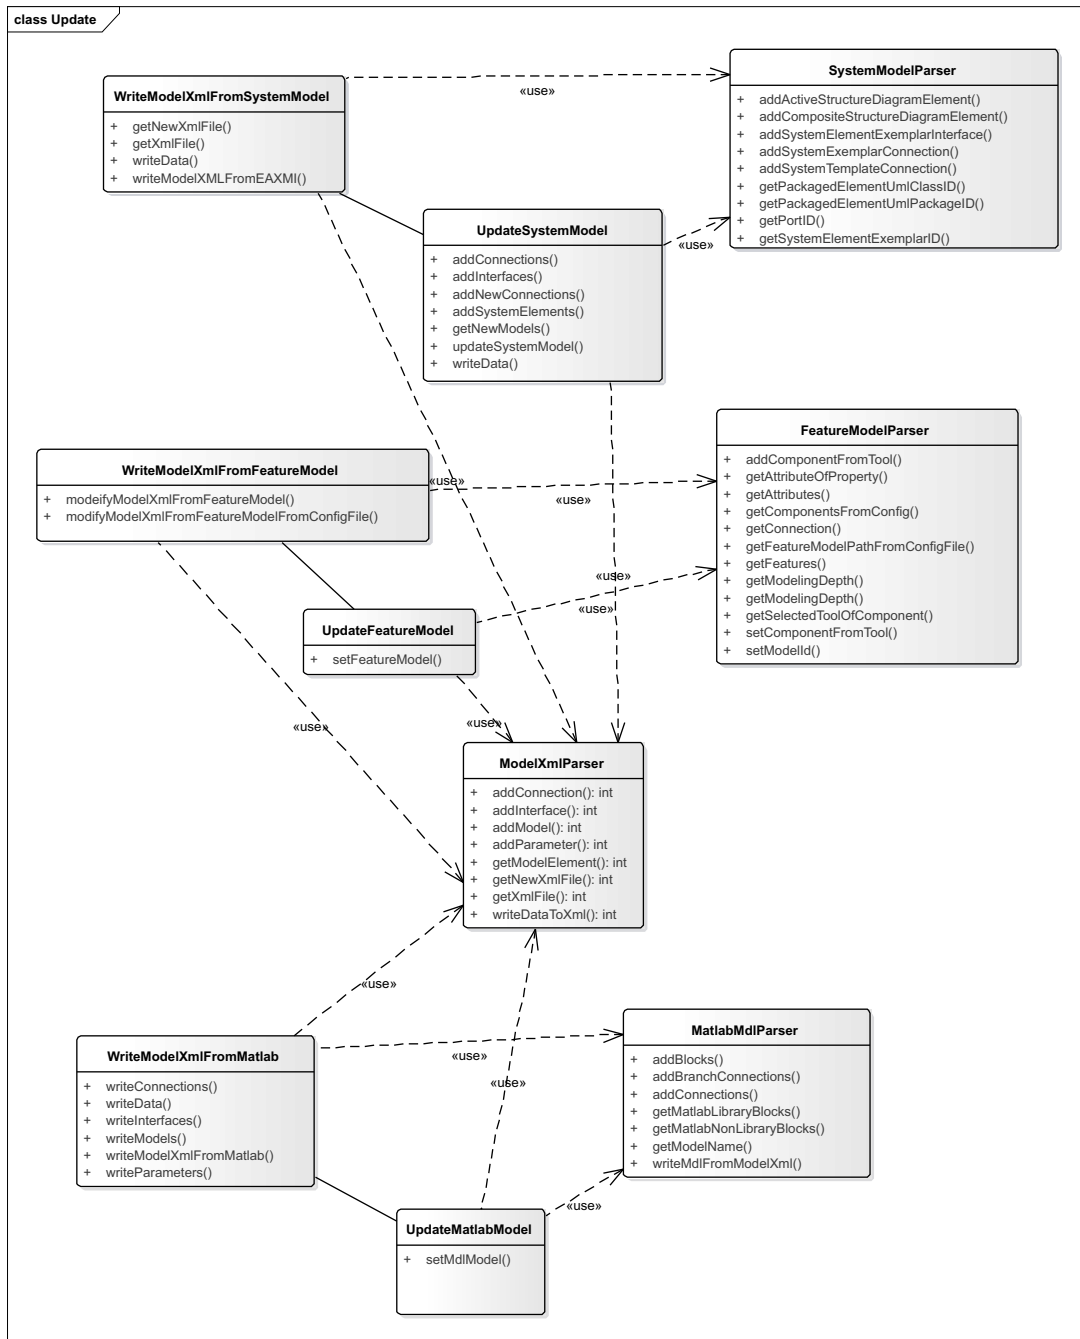 class Update
WriteModelXmlFromSystemModel
+ getNewXmlFile()
+ getXmlFile()
+ writeData()
+ writeModelXMLFromEAXMI()
«use»
SystemModelParser
+ addActiveStructureDiagramElement()
+ addCompositeStructureDiagramElement()
+ addSystemElementExemplarInterface()
+ addSystemExemplarConnection()
+ addSystemTemplateConnection()
+ getPackagedElementUmlClassID()
+ getPackagedElementUmlPackageID()
+ getPortID()
+ getSystemElementExemplarID()
UpdateSystemModel
+ addConnections()
+ addInterfaces()
+ addNewConnections()
+ addSystemElements()
+ getNewModels()
+ updateSystemModel()
+ writeData()
«use»
WriteModelXmlFromFeatureModel
+ modeifyModelXmlFromFeatureModel()
+ modifyModelXmlFromFeatureModelFromConfigFile()
«use»
«use»
FeatureModelParser
+ addComponentFromTool()
+ getAttributeOfProperty()
+ getAttributes()
+ getComponentsFromConfig()
+ getConnection()
+ getFeatureModelPathFromConfigFile()
+ getFeatures()
+ getModelingDepth()
+ getModelingDepth()
+ getSelectedToolOfComponent()
+ setComponentFromTool()
+ setModelId()
«use»
«use»
UpdateFeatureModel
+ setFeatureModel()
«use»
«use»
ModelXmlParser
+ addConnection(): int
+ addInterface(): int
+ addModel(): int
+ addParameter(): int
+ getModelElement(): int
+ getNewXmlFile(): int
+ getXmlFile(): int
+ writeDataToXml(): int
«use»
WriteModelXmlFromMatlab
+ writeConnections()
+ writeData()
+ writeInterfaces()
+ writeModels()
+ writeModelXmlFromMatlab()
+ writeParameters()
«use»
«use»
MatlabMdlParser
+ addBlocks()
+ addBranchConnections()
+ addConnections()
+ getMatlabLibraryBlocks()
+ getMatlabNonLibraryBlocks()
+ getModelName()
+ writeMdlFromModelXml()
«use»
UpdateMatlabModel
+ setMdlModel()